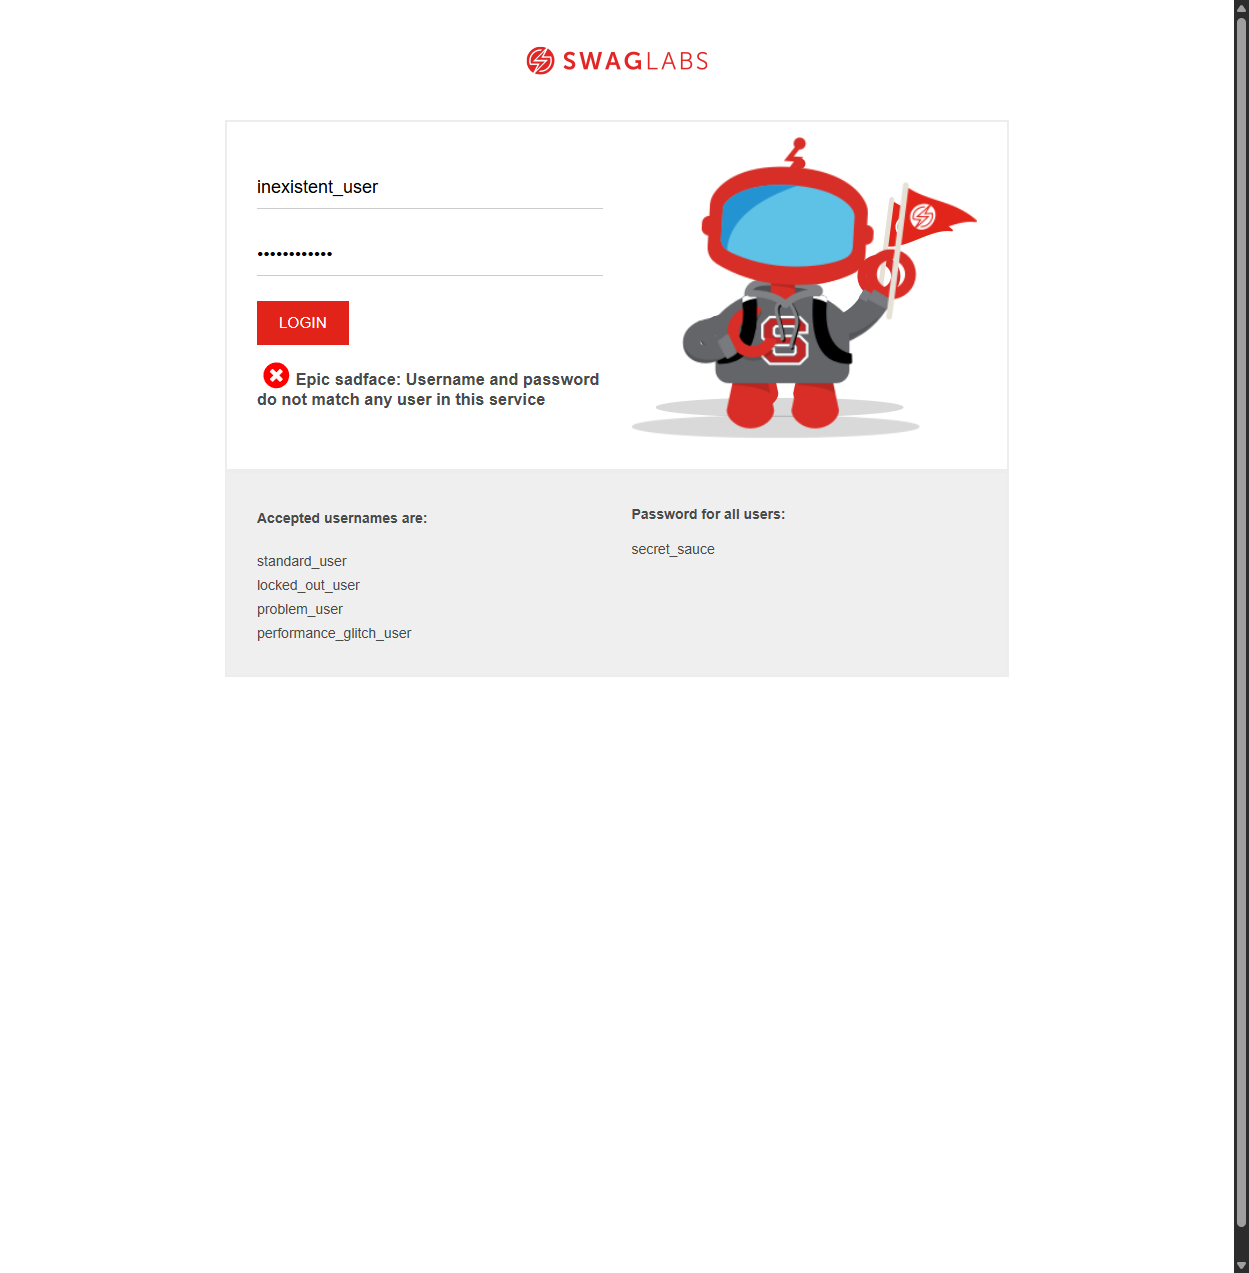 SWAGLABS
inexistent_user
••••••••••••
LOGIN
Epic sadface: Username and password
do not match any user in this service
S
Accepted usernames are:
standard_user
locked_out_user
problem_user
performance_glitch_user
Password for all users:
secret_sauce